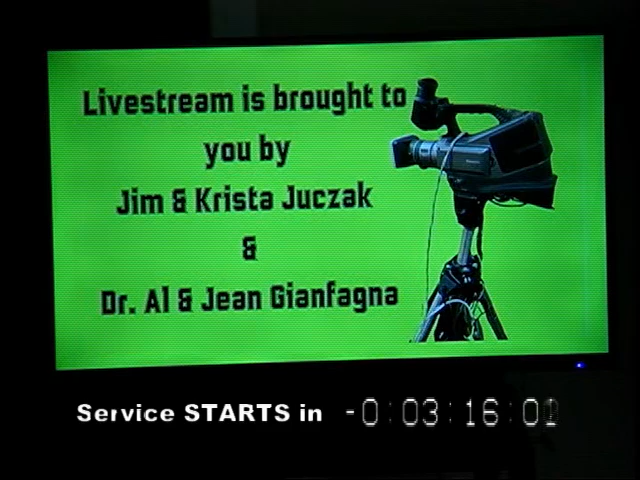 Livestream is brought to
you by
Jim & Krista Juczak
&
Dr. Al & Jean Gianfagna
Service STARTS in -0:03:16:01